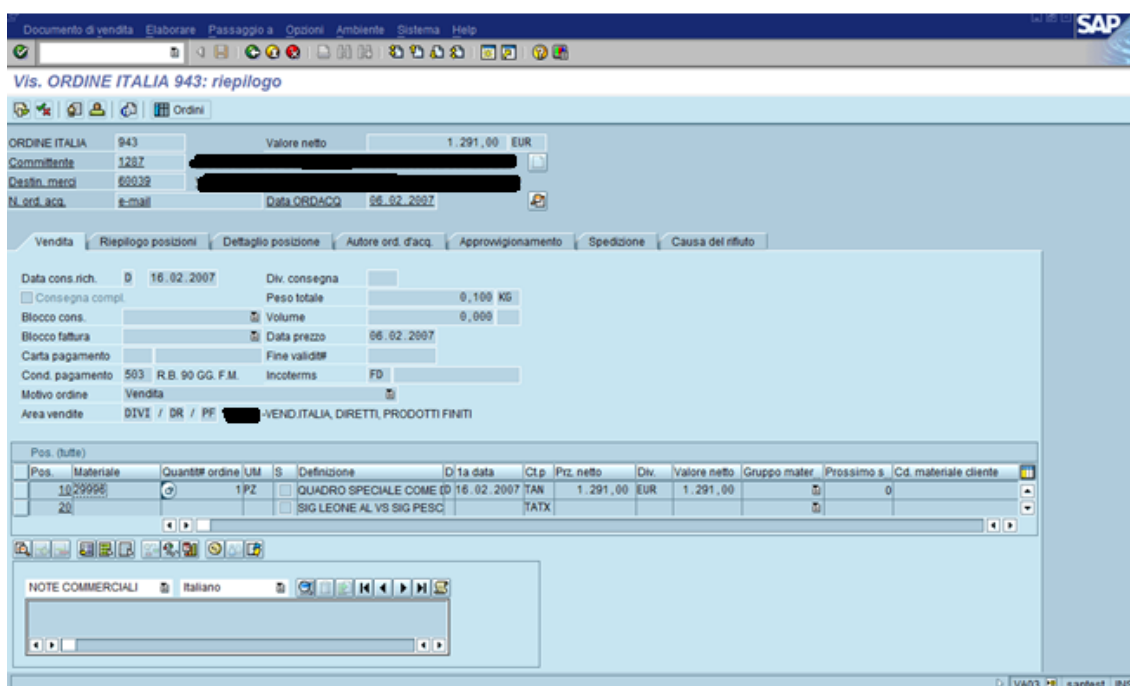 Documento di vendita Elaborare Passaggio a Opzioni Ambiente Sistema Help
SAP
Vis. ORDINE ITALIA 943: riepilogo
Ordini
ORDINE ITALIA 943 Valore netto 1.291,00 EUR
Committente 1287
Destin. merci 60039
N. ord. acq. e-mail Data ORDACQ 06.02.2007
Vendita Riepilogo posizioni Dettaglio posizione Autore ord. d'acq. Approvvigionamento Spedizione Causa del rifiuto
Data cons.rich. D 16.02.2007 Div. consegna
Consegna compl. Peso totale 0,100 KG
Blocco cons. Volume 0,000
Blocco fattura Data prezzo 06.02.2007
Carta pagamento Fine validit#
Cond. pagamento 503 R.B. 90 GG. F.M. Incoterms FD
Motivo ordine Vendita
Area vendite DIVI / DR / PF -VEND.ITALIA, DIRETTI, PRODOTTI FINITI
Pos. (tutte)
Pos. Materiale Quantit# ordine UM S Definizione D 1a data Ct.p Prz. netto Div. Valore netto Gruppo mater Prossimo s Cd. materiale cliente
10 29996 1 PZ QUADRO SPECIALE COME D 16.02.2007 TAN 1.291,00 EUR 1.291,00 0
20 SIG LEONE AL VS SIG PESC TATX
NOTE COMMERCIALI Italiano
VA03 saptest INS